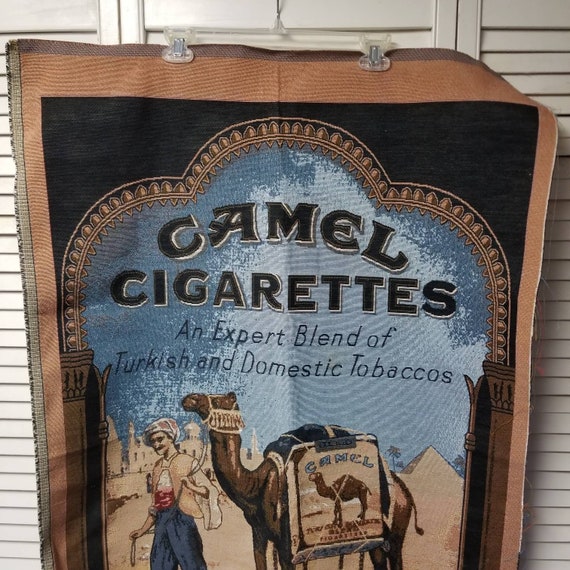 CAMEL
CIGARETTES
An Expert Blend of
Turkish and Domestic Tobaccos
CAMEL